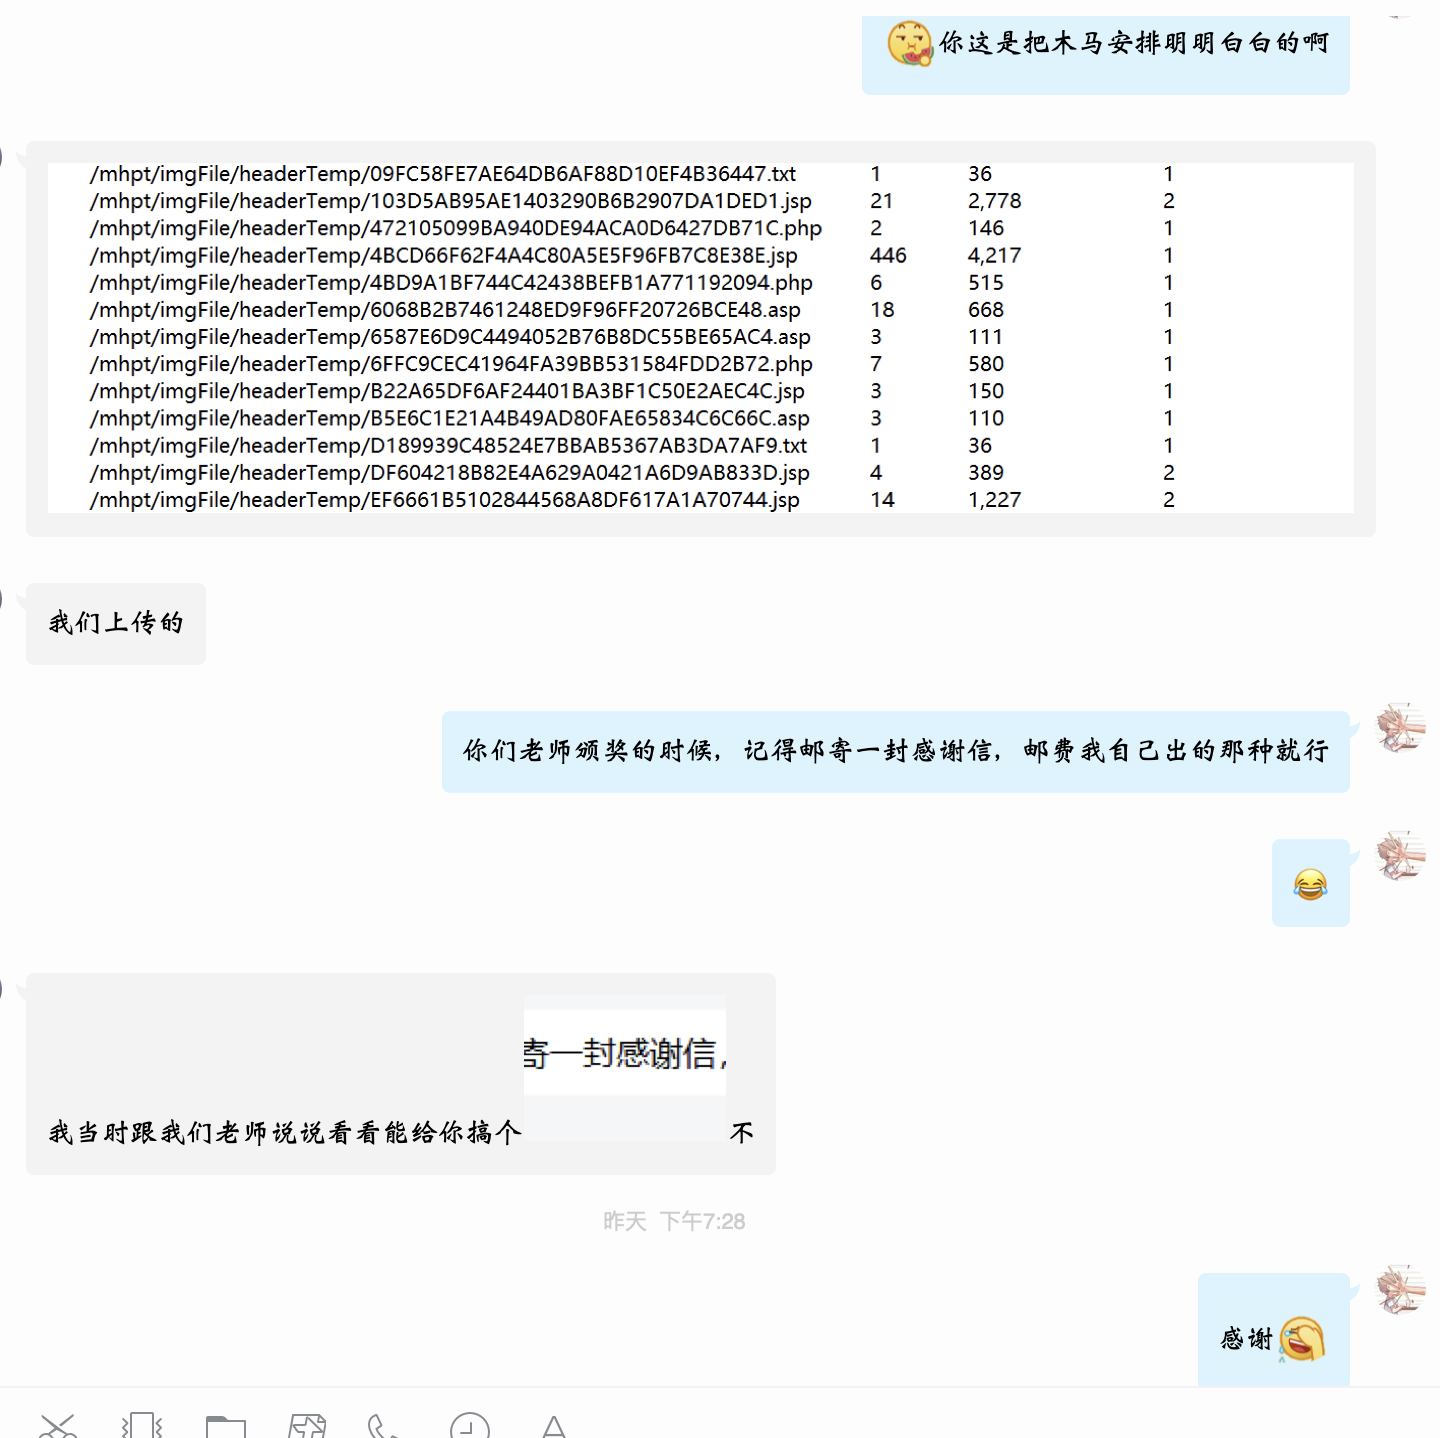 你这是把木马安排明明白白的啊
/mhpt/imgFile/headerTemp/09FC58FE7AE64DB6AF88D10EF4B36447.txt 1 36 1
/mhpt/imgFile/headerTemp/103D5AB95AE1403290B6B2907DA1DED1.jsp 21 2,778 2
/mhpt/imgFile/headerTemp/472105099BA940DE94ACA0D6427DB71C.php 2 146 1
/mhpt/imgFile/headerTemp/4BCD66F62F4A4C80A5E5F96FB7C8E38E.jsp 446 4,217 1
/mhpt/imgFile/headerTemp/4BD9A1BF744C42438BEFB1A771192094.php 6 515 1
/mhpt/imgFile/headerTemp/6068B2B7461248ED9F96FF20726BCE48.asp 18 668 1
/mhpt/imgFile/headerTemp/6587E6D9C4494052B76B8DC55BE65AC4.asp 3 111 1
/mhpt/imgFile/headerTemp/6FFC9CEC41964FA39BB531584FDD2B72.php 7 580 1
/mhpt/imgFile/headerTemp/B22A65DF6AF24401BA3BF1C50E2AEC4C.jsp 3 150 1
/mhpt/imgFile/headerTemp/B5E6C1E21A4B49AD80FAE65834C6C66C.asp 3 110 1
/mhpt/imgFile/headerTemp/D189939C48524E7BBAB5367AB3DA7AF9.txt 1 36 1
/mhpt/imgFile/headerTemp/DF604218B82E4A629A0421A6D9AB833D.jsp 4 389 2
/mhpt/imgFile/headerTemp/EF6661B5102844568A8DF617A1A70744.jsp 14 1,227 2
我们上传的
你们老师颁奖的时候，记得邮寄一封感谢信，邮费我自己出的那种就行
寄一封感谢信，
我当时跟我们老师说说看看能给你搞个 不
昨天 下午7:28
感谢